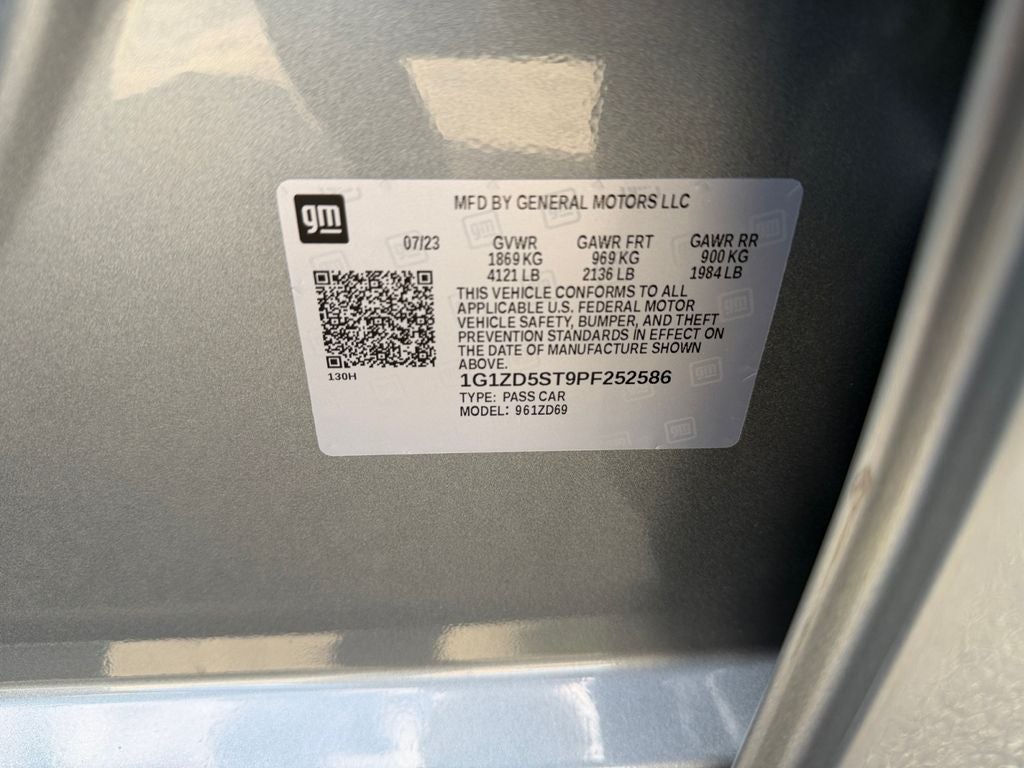 gm
MFD BY GENERAL MOTORS LLC
07/23 GVWR GAWR FRT GAWR RR
1869 KG 969 KG 900 KG
4121 LB 2136 LB 1984 LB
THIS VEHICLE CONFORMS TO ALL
APPLICABLE U.S. FEDERAL MOTOR
VEHICLE SAFETY, BUMPER, AND THEFT
PREVENTION STANDARDS IN EFFECT ON
THE DATE OF MANUFACTURE SHOWN
ABOVE.
130H
1G1ZD5ST9PF252586
TYPE: PASS CAR
MODEL: 961ZD69